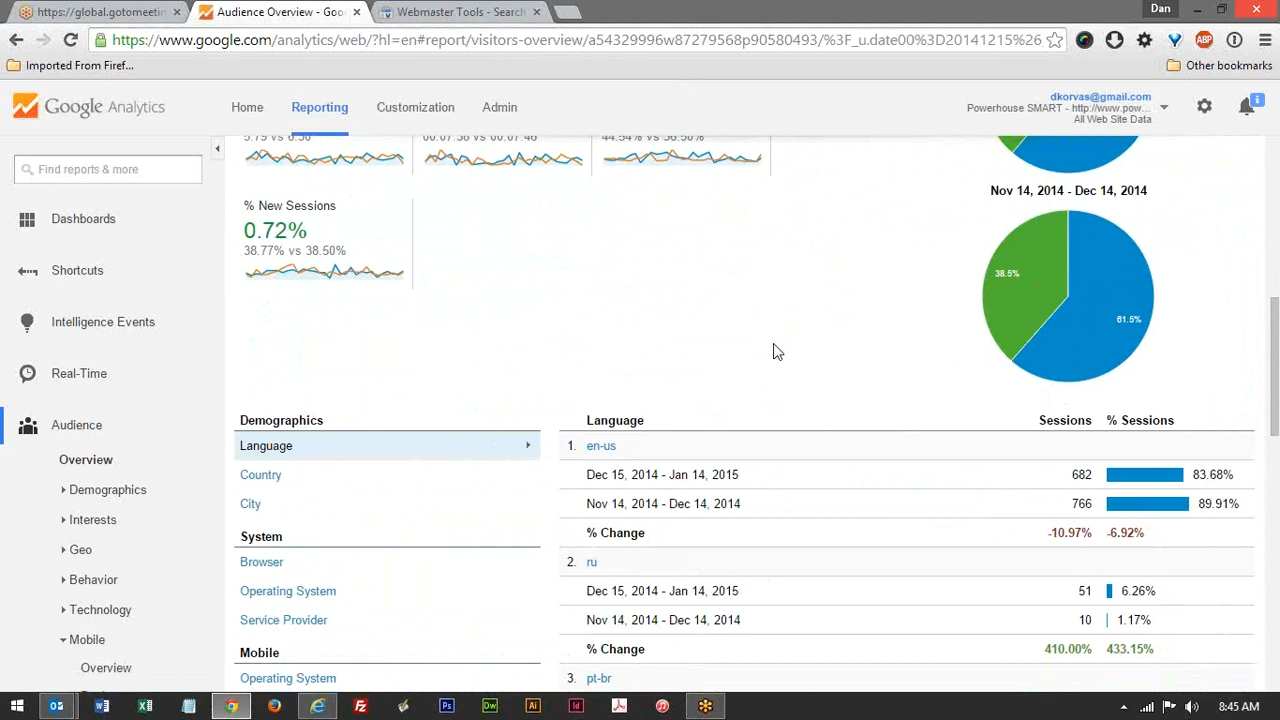 https://global.gotomeetin
Audience Overview - Goo
Webmaster Tools - Search
Dan
https://www.google.com/analytics/web/?hl=en#report/visitors-overview/a54329996w87279568p90580493/%3F_u.date00%3D20141215%26
Imported From Firef...
Other bookmarks
Google Analytics
Home
Reporting
Customization
Admin
dkorvas@gmail.com
Powerhouse SMART - http://www.pow...
All Web Site Data
Find reports & more
Dashboards
Shortcuts
Intelligence Events
Real-Time
Audience
Overview
Demographics
Interests
Geo
Behavior
Technology
Mobile
Overview
% New Sessions
0.72%
38.77% vs 38.50%
Nov 14, 2014 - Dec 14, 2014
38.5%
61.5%
Demographics
Language
Country
City
System
Browser
Operating System
Service Provider
Mobile
Operating System
Language Sessions % Sessions
1. en-us
Dec 15, 2014 - Jan 14, 2015 682 83.68%
Nov 14, 2014 - Dec 14, 2014 766 89.91%
% Change -10.97% -6.92%
2. ru
Dec 15, 2014 - Jan 14, 2015 51 6.26%
Nov 14, 2014 - Dec 14, 2014 10 1.17%
% Change 410.00% 433.15%
3. pt-br
8:45 AM